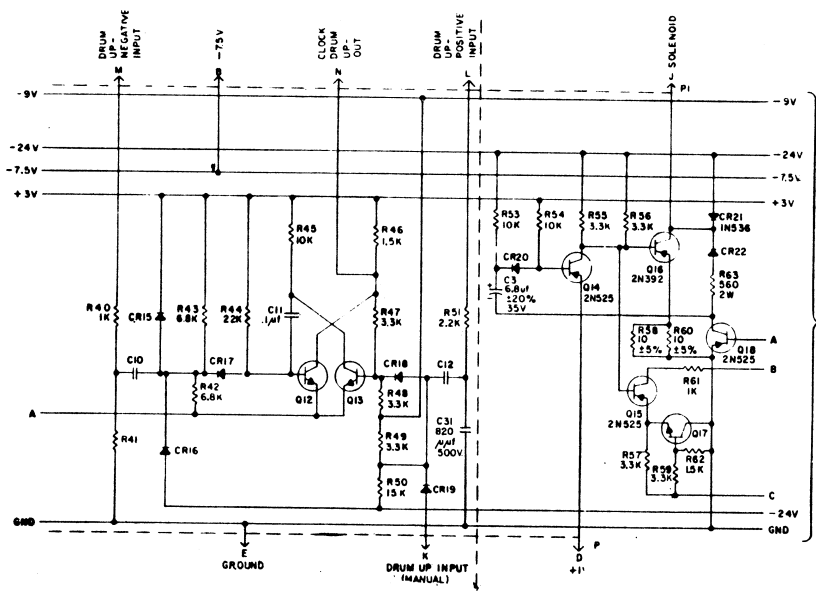 DRUM
UP-
NEGATIVE
INPUT
M
-7.5V
B
CLOCK
DRUM
UP-
OUT
N
DRUM
UP-
POSITIVE
INPUT
L
SOLENOID
P1
-9V
-9V
-24V
-24V
-7.5V
+3V
+3V
R45
10K
R46
1.5K
R53
10K
R54
10K
R55
3.3K
R56
3.3K
CR21
1N536
CR22
CR20
Q14
2N525
Q16
2N392
R63
560
2W
C3
6.8uf
±20%
35V
R40
1K
CR15
R43
6.8K
R44
22K
C11
.1μf
R47
3.3K
R51
2.2K
R58
10
±5%
R60
10
±5%
Q18
2N525
A
C10
CR17
CR18
C12
R42
6.8K
Q12
Q13
R48
3.3K
B
R61
1K
Q15
2N525
Q17
A
R41
CR16
R49
3.3K
C31
820
μμf
500V
R57
3.3K
R59
3.3K
R62
1.5K
R50
15K
CR19
C
-24V
GND
GND
E
GROUND
K
DRUM UP INPUT
(MANUAL)
D
P